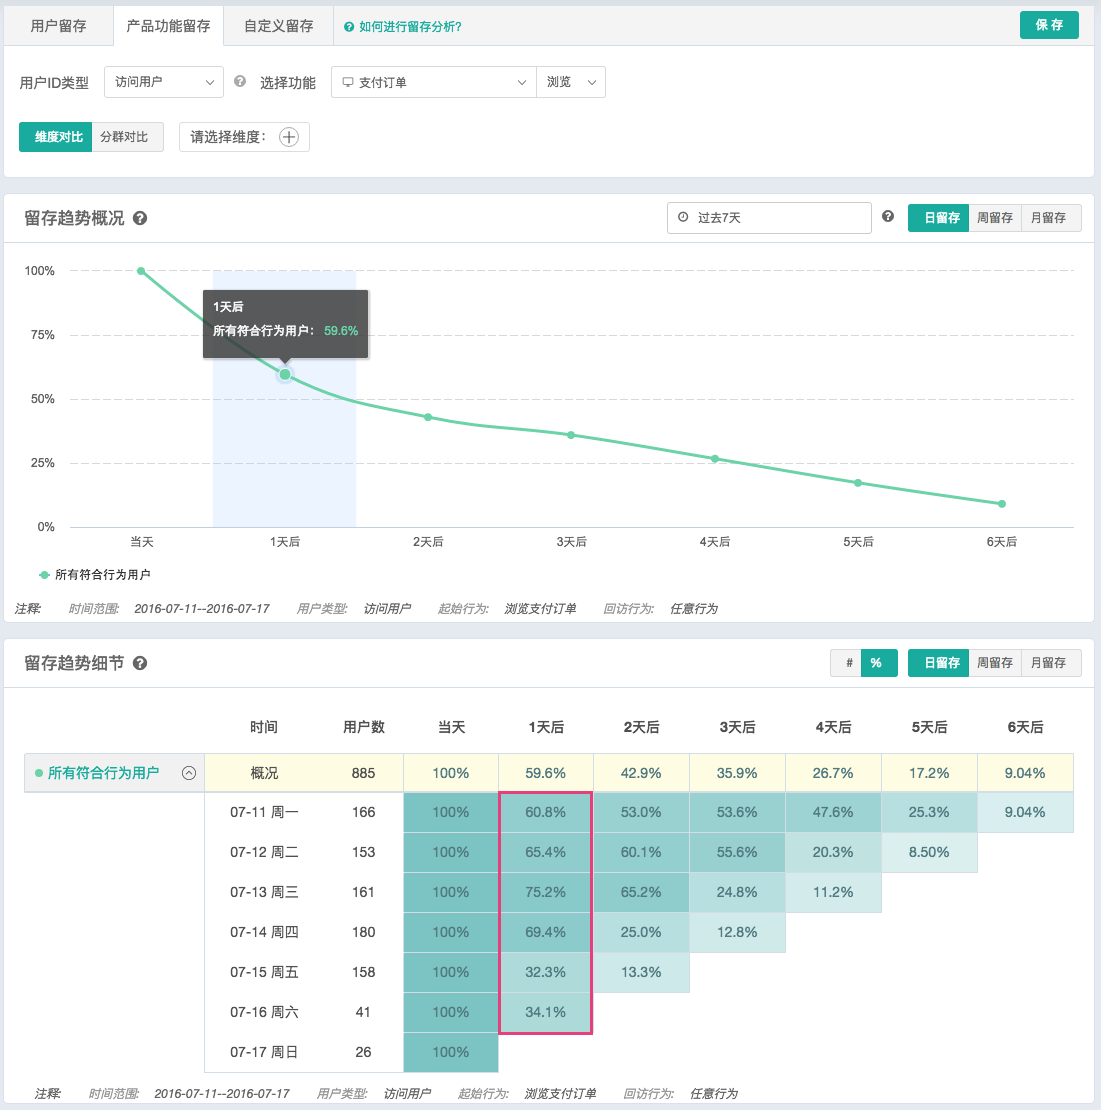 用户留存 产品功能留存 自定义留存 ? 如何进行留存分析? 保 存
用户ID类型 访问用户 ? 选择功能 支付订单 浏览
维度对比 分群对比 请选择维度：
留存趋势概况 ? 过去7天 ? 日留存 周留存 月留存
100%
1天后
所有符合行为用户： 59.6%
75%
50%
25%
0%
当天 1天后 2天后 3天后 4天后 5天后 6天后
所有符合行为用户
注释: 时间范围: 2016-07-11--2016-07-17 用户类型: 访问用户 起始行为: 浏览支付订单 回访行为: 任意行为
留存趋势细节 ? # % 日留存 周留存 月留存
时间 用户数 当天 1天后 2天后 3天后 4天后 5天后 6天后
所有符合行为用户 概况 885 100% 59.6% 42.9% 35.9% 26.7% 17.2% 9.04%
07-11 周一 166 100% 60.8% 53.0% 53.6% 47.6% 25.3% 9.04%
07-12 周二 153 100% 65.4% 60.1% 55.6% 20.3% 8.50%
07-13 周三 161 100% 75.2% 65.2% 24.8% 11.2%
07-14 周四 180 100% 69.4% 25.0% 12.8%
07-15 周五 158 100% 32.3% 13.3%
07-16 周六 41 100% 34.1%
07-17 周日 26 100%
注释: 时间范围: 2016-07-11--2016-07-17 用户类型: 访问用户 起始行为: 浏览支付订单 回访行为: 任意行为